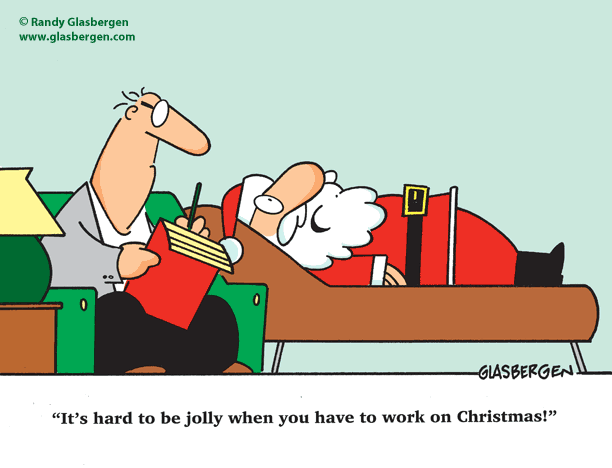 © Randy Glasbergen
www.glasbergen.com
GLASBERGEN
“It's hard to be jolly when you have to work on Christmas!”